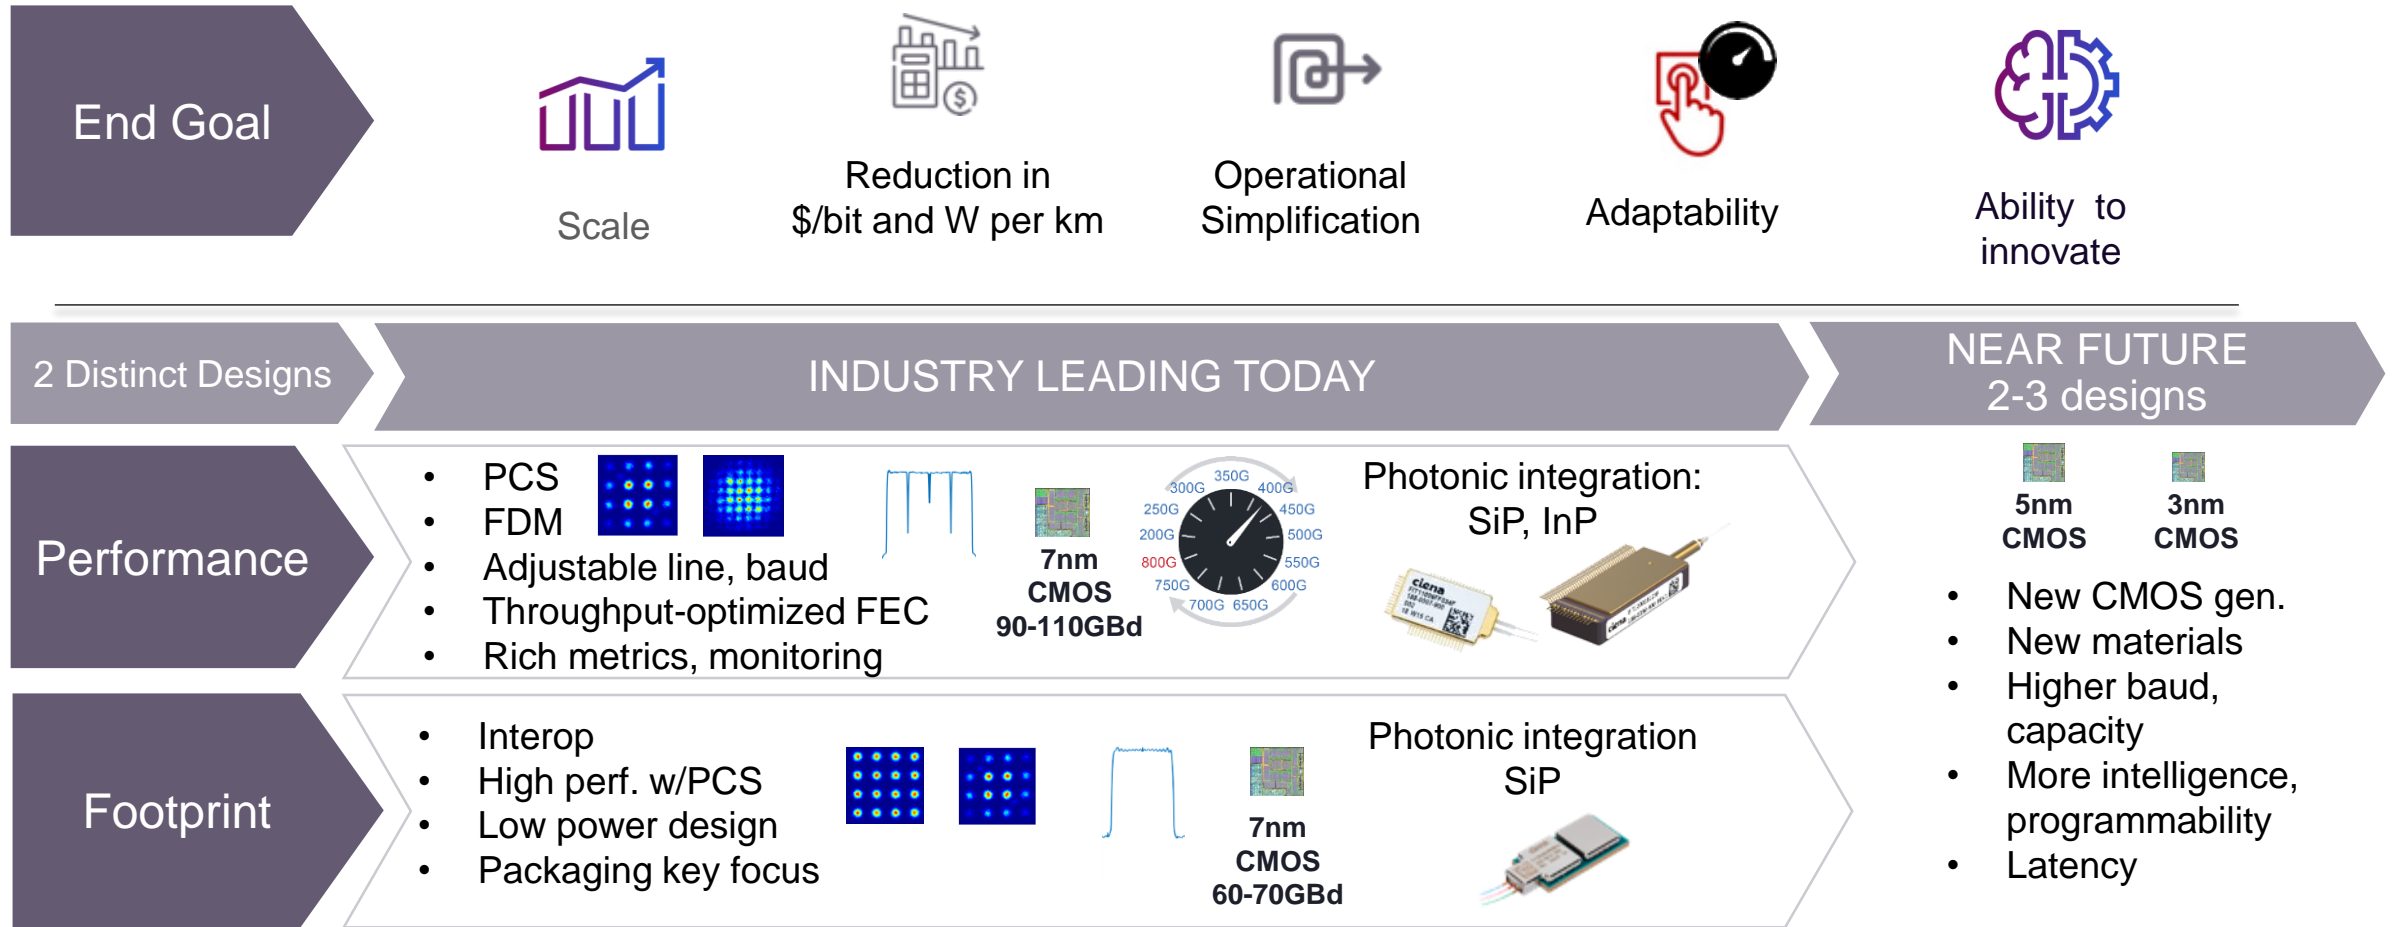 End Goal
Scale
Reduction in
$/bit and W per km
Operational
Simplification
Adaptability
Ability to
innovate
2 Distinct Designs
INDUSTRY LEADING TODAY
NEAR FUTURE
2-3 designs
Performance
• PCS
• FDM
• Adjustable line, baud
• Throughput-optimized FEC
• Rich metrics, monitoring
7nm
CMOS
90-110GBd
200G
250G
300G
350G
400G
450G
500G
550G
600G
650G
700G
750G
800G
Photonic integration:
SiP, InP
ciena
Footprint
• Interop
• High perf. w/PCS
• Low power design
• Packaging key focus
7nm
CMOS
60-70GBd
Photonic integration
SiP
5nm
CMOS
3nm
CMOS
• New CMOS gen.
• New materials
• Higher baud,
capacity
• More intelligence,
programmability
• Latency